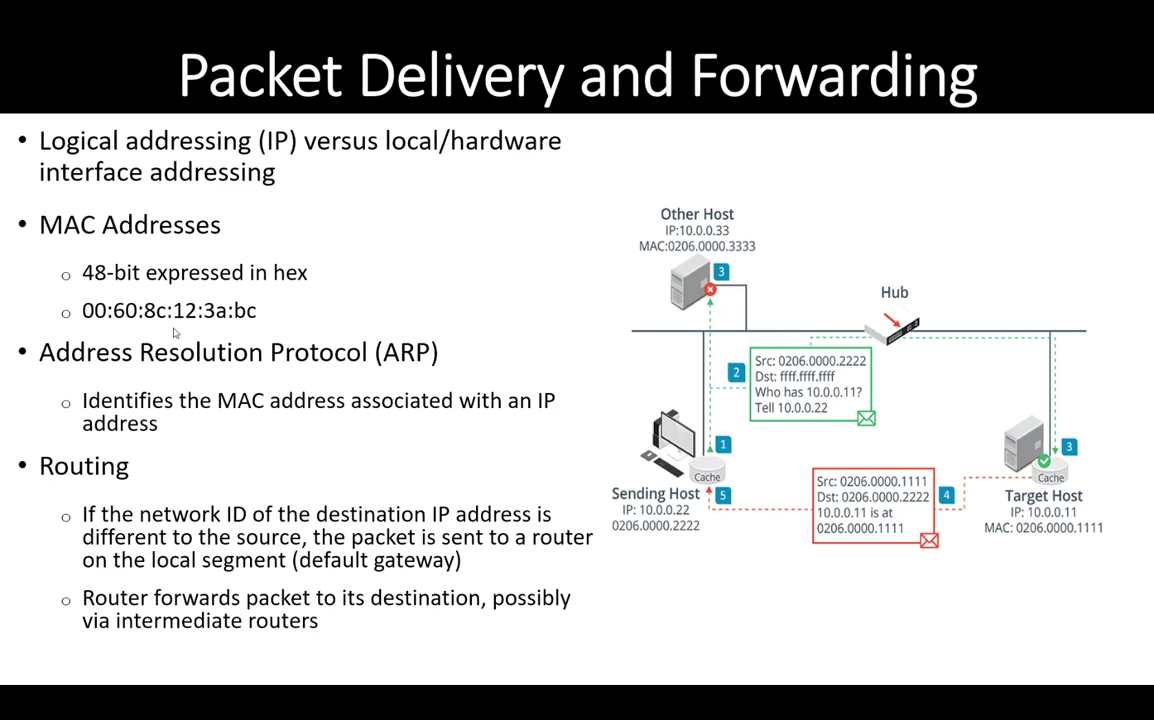 Packet Delivery and Forwarding
• Logical addressing (IP) versus local/hardware
interface addressing
• MAC Addresses
o 48-bit expressed in hex
o 00:60:8c:12:3a:bc
• Address Resolution Protocol (ARP)
o Identifies the MAC address associated with an IP
address
• Routing
o If the network ID of the destination IP address is
different to the source, the packet is sent to a router
on the local segment (default gateway)
o Router forwards packet to its destination, possibly
via intermediate routers
Other Host
IP:10.0.0.33
MAC:0206.0000.3333
3
Hub
2
Src: 0206.0000.2222
Dst: ffff.ffff.ffff
Who has 10.0.0.11?
Tell 10.0.0.22
1
Cache
Sending Host
IP: 10.0.0.22
0206.0000.2222
5
Src: 0206.0000.1111
Dst: 0206.0000.2222
10.0.0.11 is at
0206.0000.1111
4
3
Cache
Target Host
IP: 10.0.0.11
MAC: 0206.0000.1111